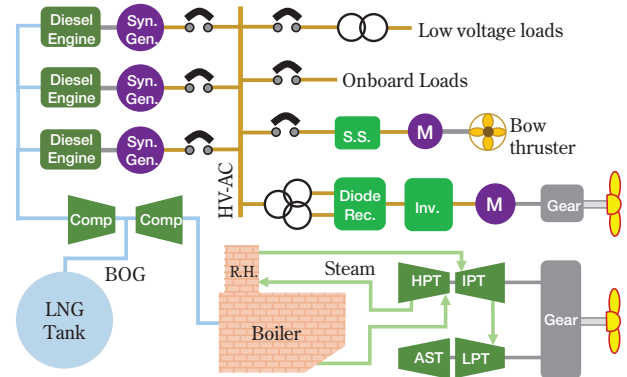 Diesel
Engine
Syn.
Gen.
Low voltage loads
Diesel
Engine
Syn.
Gen.
Onboard Loads
Diesel
Engine
Syn.
Gen.
S.S.
M
Bow
thruster
HV-AC
Diode
Rec.
Inv.
M
Gear
Comp
Comp
BOG
LNG
Tank
R.H.
Steam
Boiler
HPT
IPT
AST
LPT
Gear